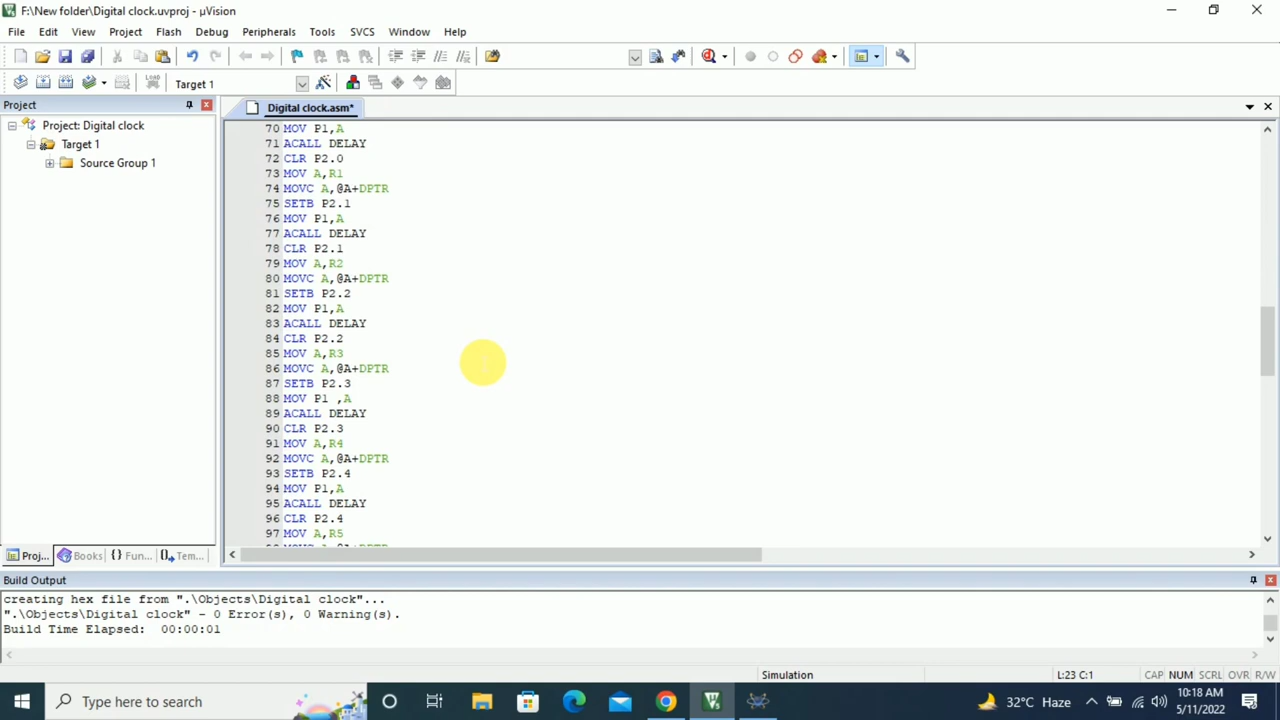 F:\New folder\Digital clock.uvproj - µVision
File Edit View Project Flash Debug Peripherals Tools SVCS Window Help
LOAD Target 1
Project
Digital clock.asm*
Project: Digital clock
Target 1
Source Group 1
70 MOV P1,A
71 ACALL DELAY
72 CLR P2.0
73 MOV A,R1
74 MOVC A,@A+DPTR
75 SETB P2.1
76 MOV P1,A
77 ACALL DELAY
78 CLR P2.1
79 MOV A,R2
80 MOVC A,@A+DPTR
81 SETB P2.2
82 MOV P1,A
83 ACALL DELAY
84 CLR P2.2
85 MOV A,R3
86 MOVC A,@A+DPTR
87 SETB P2.3
88 MOV P1 ,A
89 ACALL DELAY
90 CLR P2.3
91 MOV A,R4
92 MOVC A,@A+DPTR
93 SETB P2.4
94 MOV P1,A
95 ACALL DELAY
96 CLR P2.4
97 MOV A,R5
Proj... Books {} Fun... Tem...
Build Output
creating hex file from ".\Objects\Digital clock"...
".\Objects\Digital clock" - 0 Error(s), 0 Warning(s).
Build Time Elapsed: 00:00:01
Simulation L:23 C:1 CAP NUM SCRL OVR R/W
Type here to search
32°C Haze
10:18 AM
5/11/2022